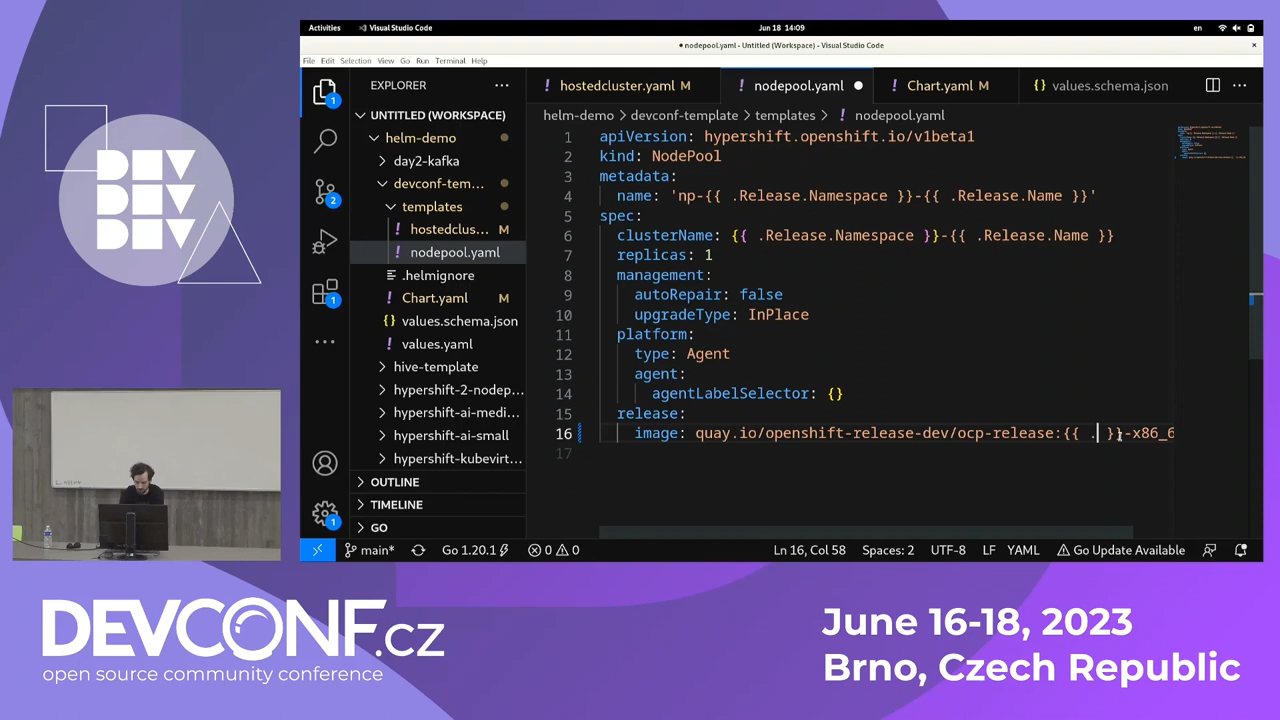 Activities
Visual Studio Code
Jun 18 14:09
en
nodepool.yaml - Untitled (Workspace) - Visual Studio Code
File Edit Selection View Go Run Terminal Help
EXPLORER
hostedcluster.yaml M
nodepool.yaml
Chart.yaml M
{} values.schema.json
UNTITLED (WORKSPACE)
helm-demo
day2-kafka
devconf-tem...
templates
hostedclus... M
nodepool.yaml
.helmignore
Chart.yaml M
{} values.schema.json
values.yaml
hive-template
hypershift-2-nodep...
hypershift-ai-medi...
hypershift-ai-small
hypershift-kubevirt...
OUTLINE
TIMELINE
GO
1
2
1
1
helm-demo > devconf-template > templates > ! nodepool.yaml
1 apiVersion: hypershift.openshift.io/v1beta1
2 kind: NodePool
3 metadata:
4 name: 'np-{{ .Release.Namespace }}-{{ .Release.Name }}'
5 spec:
6 clusterName: {{ .Release.Namespace }}-{{ .Release.Name }}
7 replicas: 1
8 management:
9 autoRepair: false
10 upgradeType: InPlace
11 platform:
12 type: Agent
13 agent:
14 agentLabelSelector: {}
15 release:
16 image: quay.io/openshift-release-dev/ocp-release:{{ . }}-x86_6
17
main*
Go 1.20.1
0 0
Ln 16, Col 58
Spaces: 2
UTF-8
LF
YAML
Go Update Available
DEV
DEV
DEV
DEVCONF.cz
open source community conference
June 16-18, 2023
Brno, Czech Republic